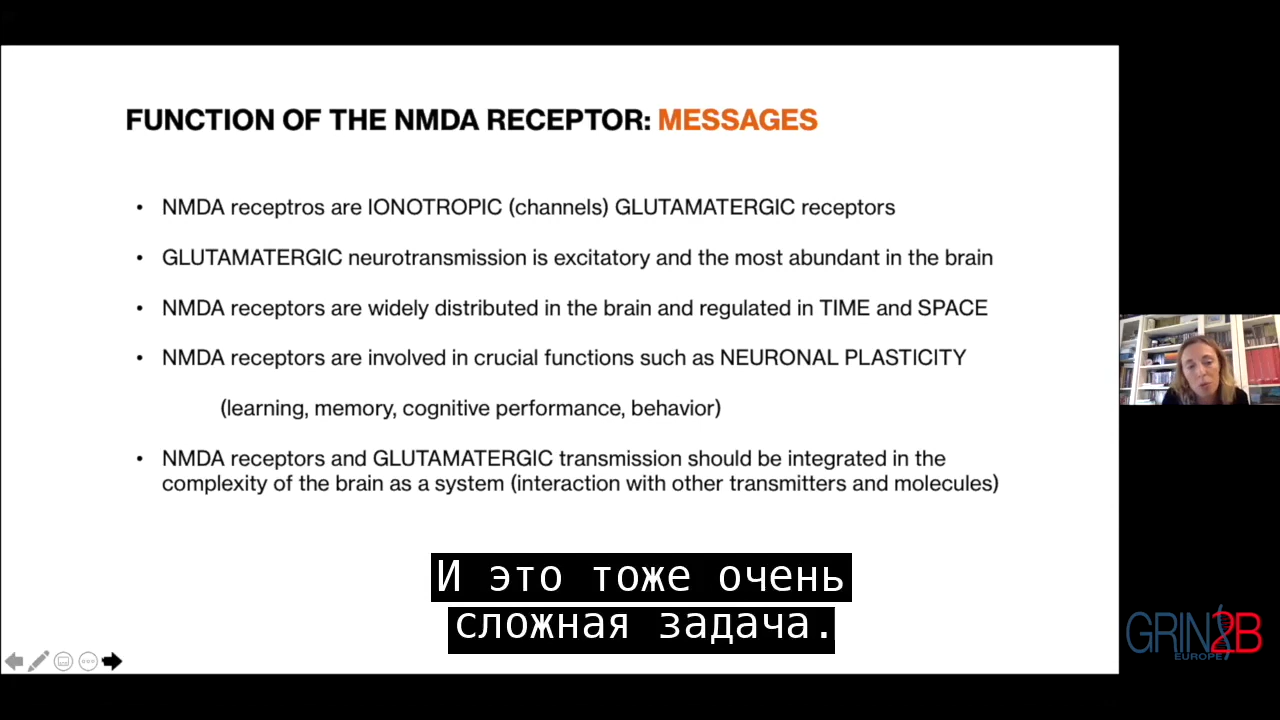 FUNCTION OF THE NMDA RECEPTOR: MESSAGES
• NMDA receptros are IONOTROPIC (channels) GLUTAMATERGIC receptors
• GLUTAMATERGIC neurotransmission is excitatory and the most abundant in the brain
• NMDA receptors are widely distributed in the brain and regulated in TIME and SPACE
• NMDA receptors are involved in crucial functions such as NEURONAL PLASTICITY
(learning, memory, cognitive performance, behavior)
• NMDA receptors and GLUTAMATERGIC transmission should be integrated in the
complexity of the brain as a system (interaction with other transmitters and molecules)
И это тоже очень
сложная задача.
GRIN2B
EUROPE